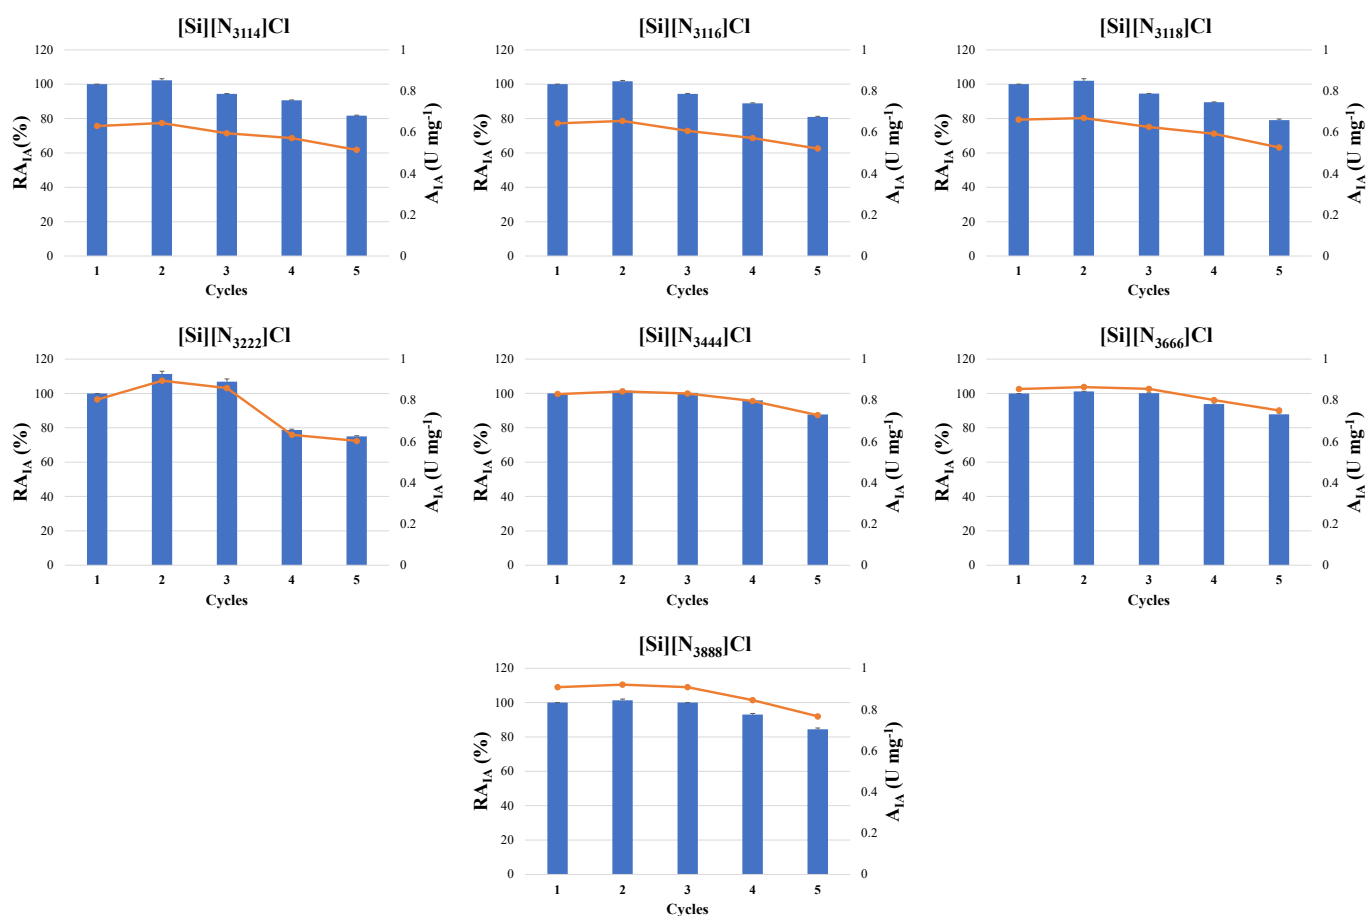 [Si][N3114]Cl
120
100
80
60
40
20
0
RAIA(%)
1
0.8
0.6
0.4
0.2
0
AIA (U mg-1)
1 2 3 4 5
Cycles
[Si][N3116]Cl
120
100
80
60
40
20
0
RAIA (%)
1
0.8
0.6
0.4
0.2
0
AIA (U mg-1)
1 2 3 4 5
Cycles
[Si][N3118]Cl
120
100
80
60
40
20
0
RAIA (%)
1
0.8
0.6
0.4
0.2
0
AIA (U mg-1)
1 2 3 4 5
Cycles
[Si][N3222]Cl
120
100
80
60
40
20
0
RAIA (%)
1
0.8
0.6
0.4
0.2
0
AIA (U mg-1)
1 2 3 4 5
Cycles
[Si][N3444]Cl
120
100
80
60
40
20
0
RAIA (%)
1
0.8
0.6
0.4
0.2
0
AIA (U mg-1)
1 2 3 4 5
Cycles
[Si][N3666]Cl
120
100
80
60
40
20
0
RAIA (%)
1
0.8
0.6
0.4
0.2
0
AIA (U mg-1)
1 2 3 4 5
Cycles
[Si][N3888]Cl
120
100
80
60
40
20
0
RAIA (%)
1
0.8
0.6
0.4
0.2
0
AIA (U mg-1)
1 2 3 4 5
Cycles